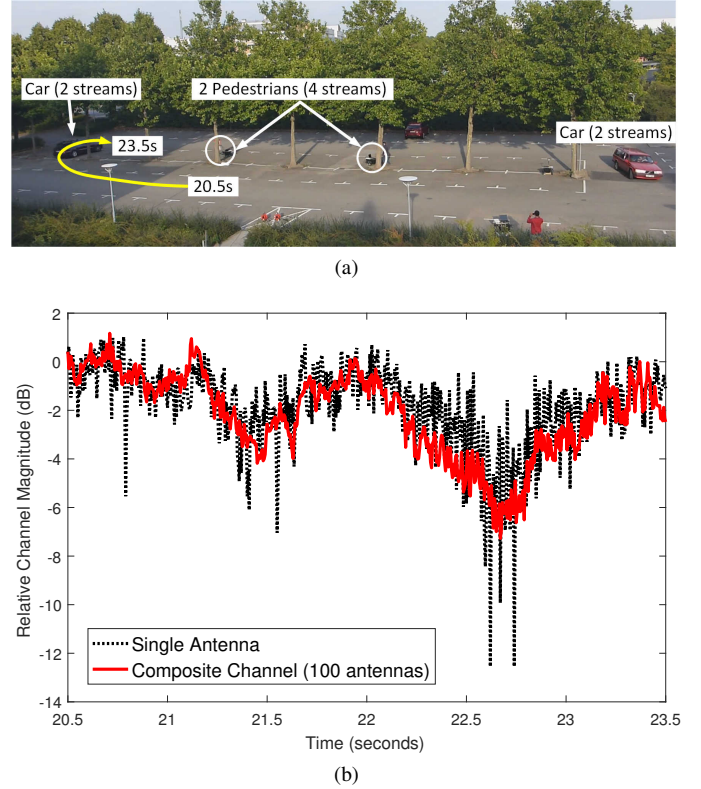 Car (2 streams)
2 Pedestrians (4 streams)
Car (2 streams)
23.5s
20.5s
(a)
2
0
-2
-4
-6
-8
-10
-12
-14
Relative Channel Magnitude (dB)
Single Antenna
Composite Channel (100 antennas)
20.5
21
21.5
22
22.5
23
23.5
Time (seconds)
(b)